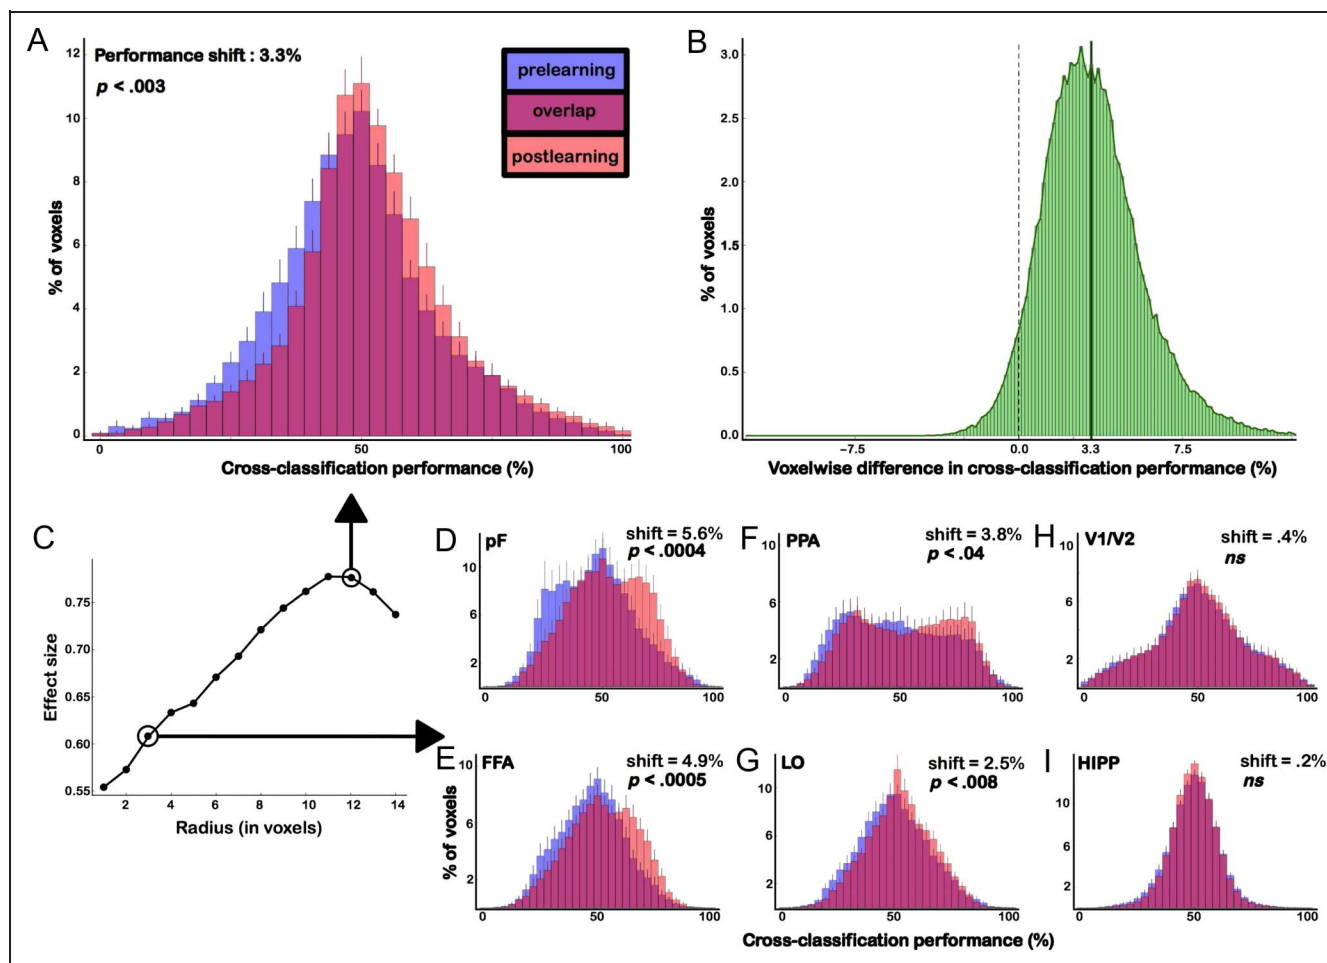 A
Performance shift : 3.3%
p < .003
prelearning
overlap
postlearning
12
10
8
6
4
2
0
% of voxels
0
50
100
Cross-classification performance (%)
B
3.0
2.5
2.0
1.5
1.0
0.5
0.0
% of voxels
−7.5
0.0
3.3
7.5
Voxelwise difference in cross-classification performance (%)
C
0.75
0.70
0.65
0.60
0.55
Effect size
2
4
6
8
10
12
14
Radius (in voxels)
D
pF
shift = 5.6%
p < .0004
10
6
2
0
50
100
F
PPA
shift = 3.8%
p < .04
10
6
2
0
50
100
H
V1/V2
shift = .4%
ns
10
6
2
0
50
100
E
FFA
shift = 4.9%
p < .0005
10
6
2
% of voxels
0
50
100
G
LO
shift = 2.5%
p < .008
10
6
2
0
50
100
I
HIPP
shift = .2%
ns
10
6
2
0
50
100
Cross-classification performance (%)